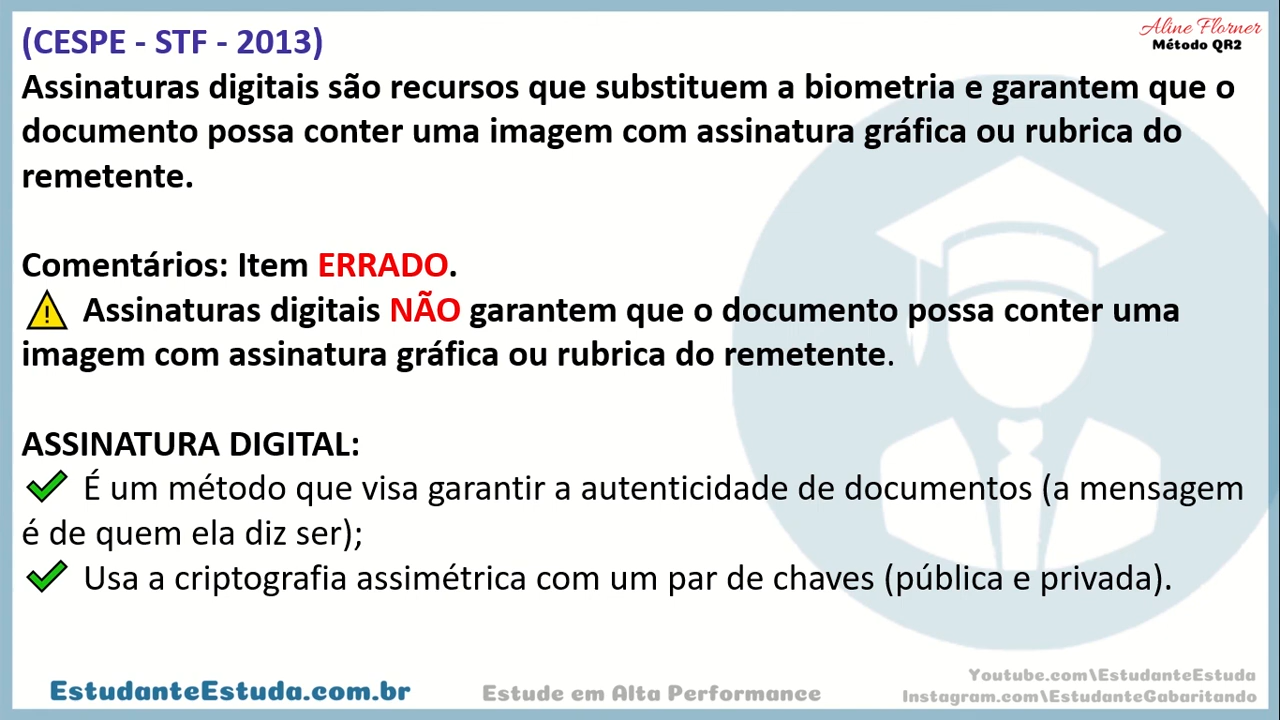 (CESPE - STF - 2013)
Aline Florner
Método QR2
Assinaturas digitais são recursos que substituem a biometria e garantem que o
documento possa conter uma imagem com assinatura gráfica ou rubrica do
remetente.
Comentários: Item ERRADO.
Assinaturas digitais NÃO garantem que o documento possa conter uma
imagem com assinatura gráfica ou rubrica do remetente.
ASSINATURA DIGITAL:
É um método que visa garantir a autenticidade de documentos (a mensagem
é de quem ela diz ser);
Usa a criptografia assimétrica com um par de chaves (pública e privada).
EstudanteEstuda.com.br
Estude em Alta Performance
Youtube.com\EstudanteEstuda
Instagram.com\EstudanteGabaritando